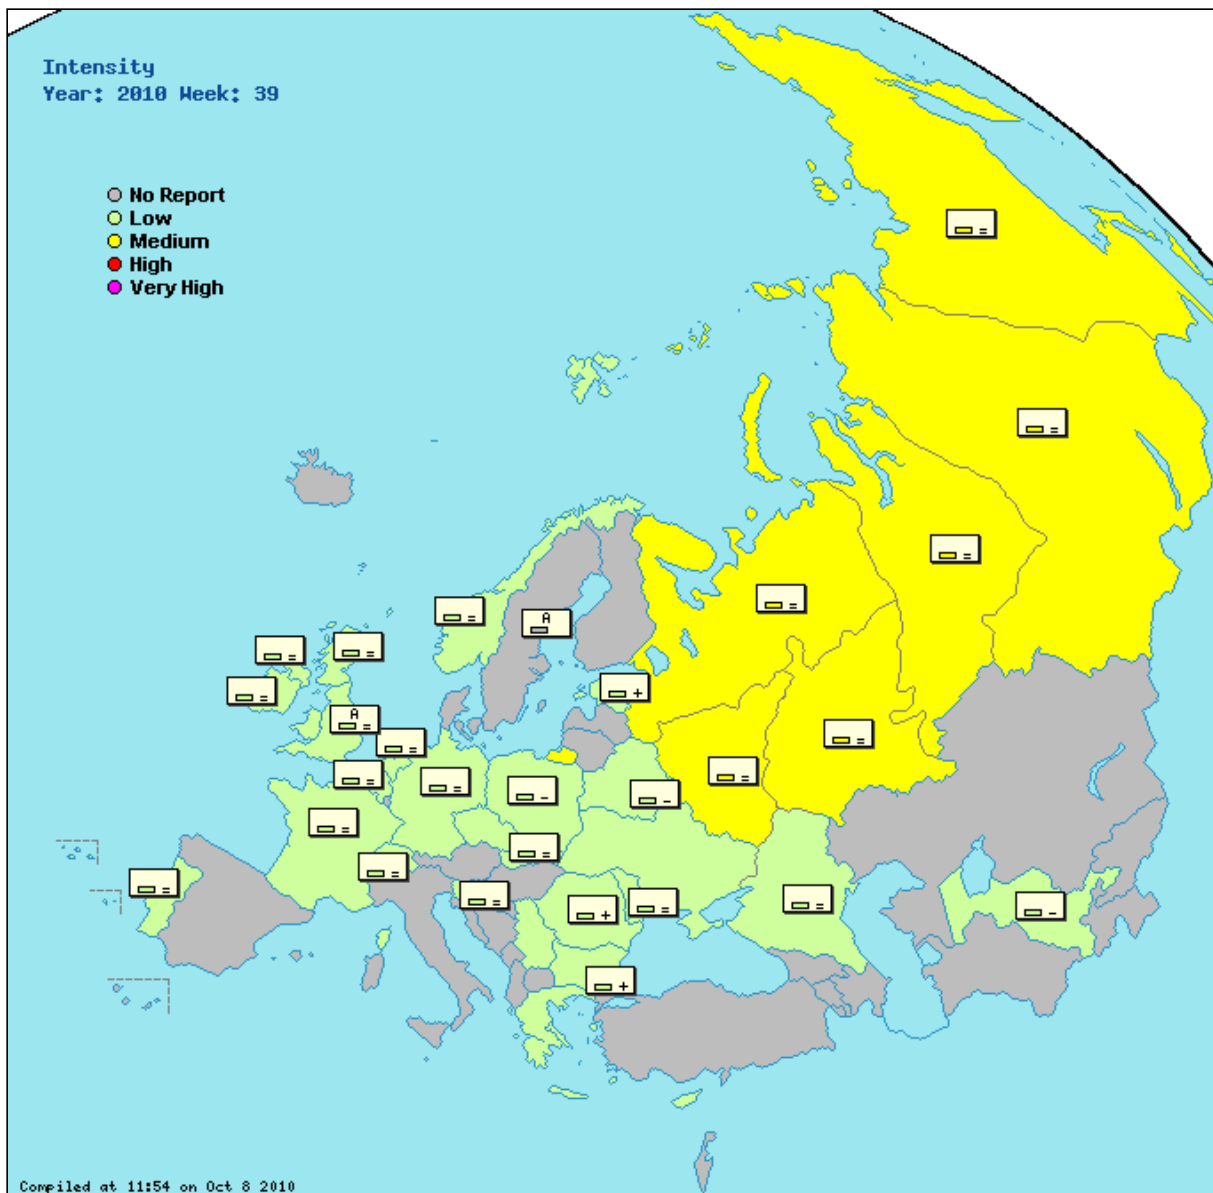 Intensity
Year: 2010 Week: 39
No Report
Low
Medium
High
Very High
=
=
=
=
=
A
=
=
=
+
A
=
=
=
=
=
=
-
-
=
=
=
=
=
+
=
=
-
+
Compiled at 11:54 on Oct 8 2010